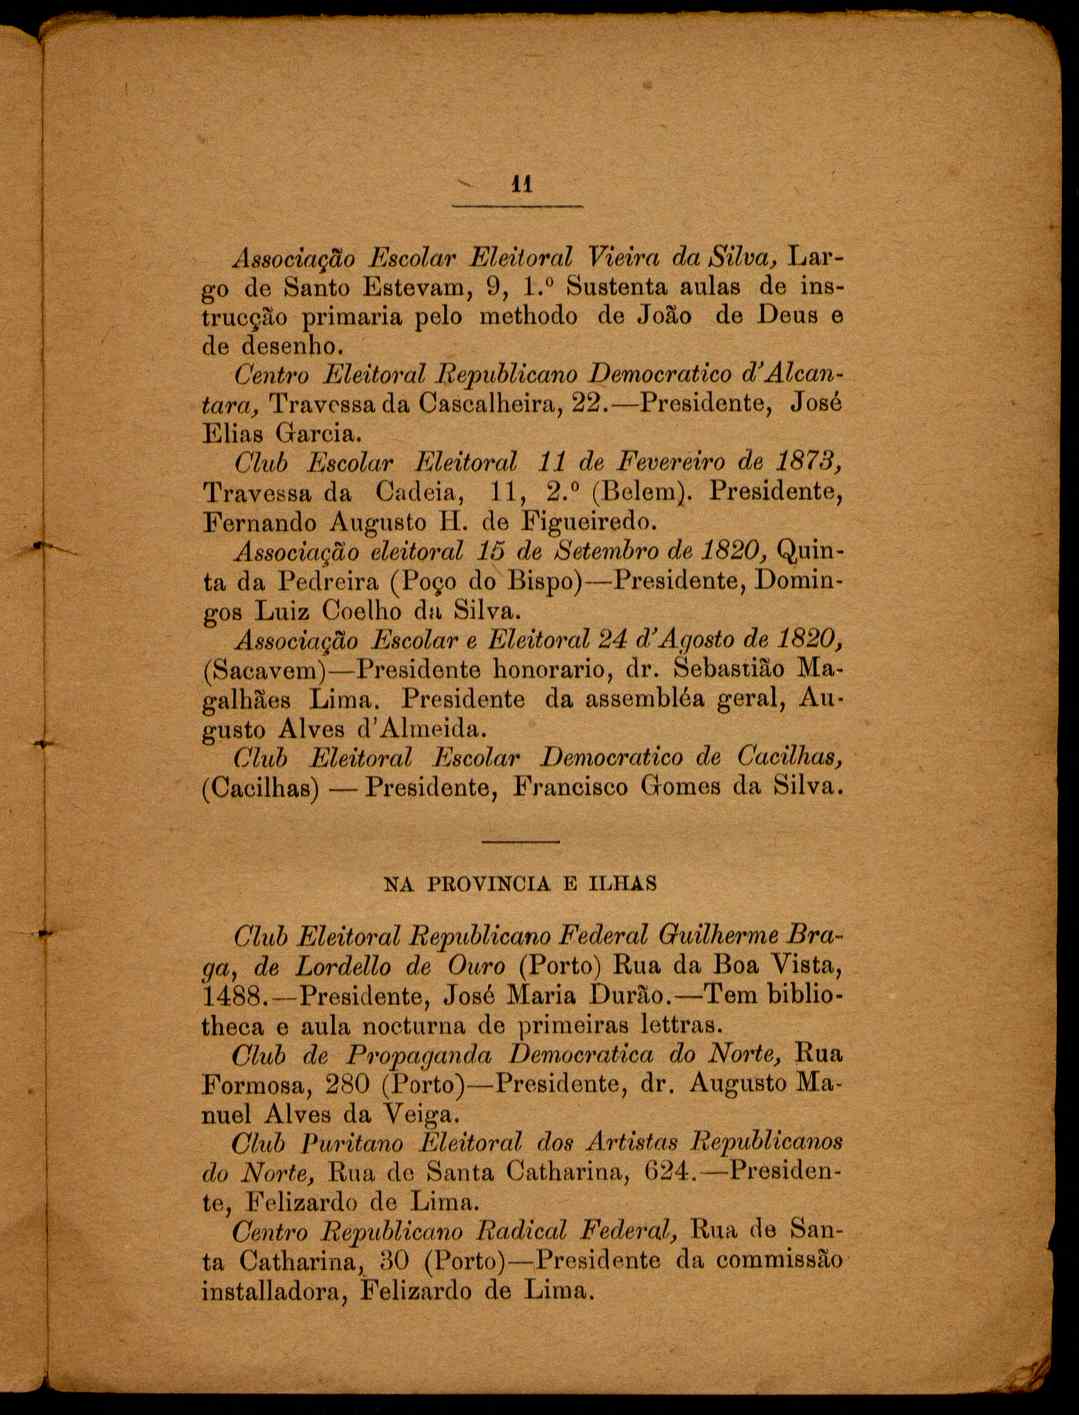 11
Associação Escolar Eleitoral Vieira da Silva, Lar-
go de Santo Estevam, 9, 1.º Sustenta aulas de ins-
trucção primaria pelo methodo de João de Deus e
de desenho.
Centro Eleitoral Republicano Democratico d'Alcan-
tara, Travessa da Cascalheira, 22.—Presidente, José
Elias Garcia.
Club Escolar Eleitoral 11 de Fevereiro de 1873,
Travessa da Cadeia, 11, 2.º (Belem). Presidente,
Fernando Augusto H. de Figueiredo.
Associação eleitoral 15 de Setembro de 1820, Quin-
ta da Pedreira (Poço do Bispo)—Presidente, Domin-
gos Luiz Coelho da Silva.
Associação Escolar e Eleitoral 24 d'Agosto de 1820,
(Sacavem)—Presidente honorario, dr. Sebastião Ma-
galhães Lima. Presidente da assembléa geral, Au-
gusto Alves d'Almeida.
Club Eleitoral Escolar Democratico de Cacilhas,
(Cacilhas) — Presidente, Francisco Gomes da Silva.
NA PROVINCIA E ILHAS
Club Eleitoral Republicano Federal Guilherme Bra-
ga, de Lordello de Ouro (Porto) Rua da Boa Vista,
1488.—Presidente, José Maria Durão.—Tem biblio-
theca e aula nocturna de primeiras lettras.
Club de Propaganda Democratica do Norte, Rua
Formosa, 280 (Porto)—Presidente, dr. Augusto Ma-
nuel Alves da Veiga.
Club Puritano Eleitoral dos Artistas Republicanos
do Norte, Rua de Santa Catharina, 624.—Presiden-
te, Felizardo de Lima.
Centro Republicano Radical Federal, Rua de San-
ta Catharina, 30 (Porto)—Presidente da commissão
installadora, Felizardo de Lima.